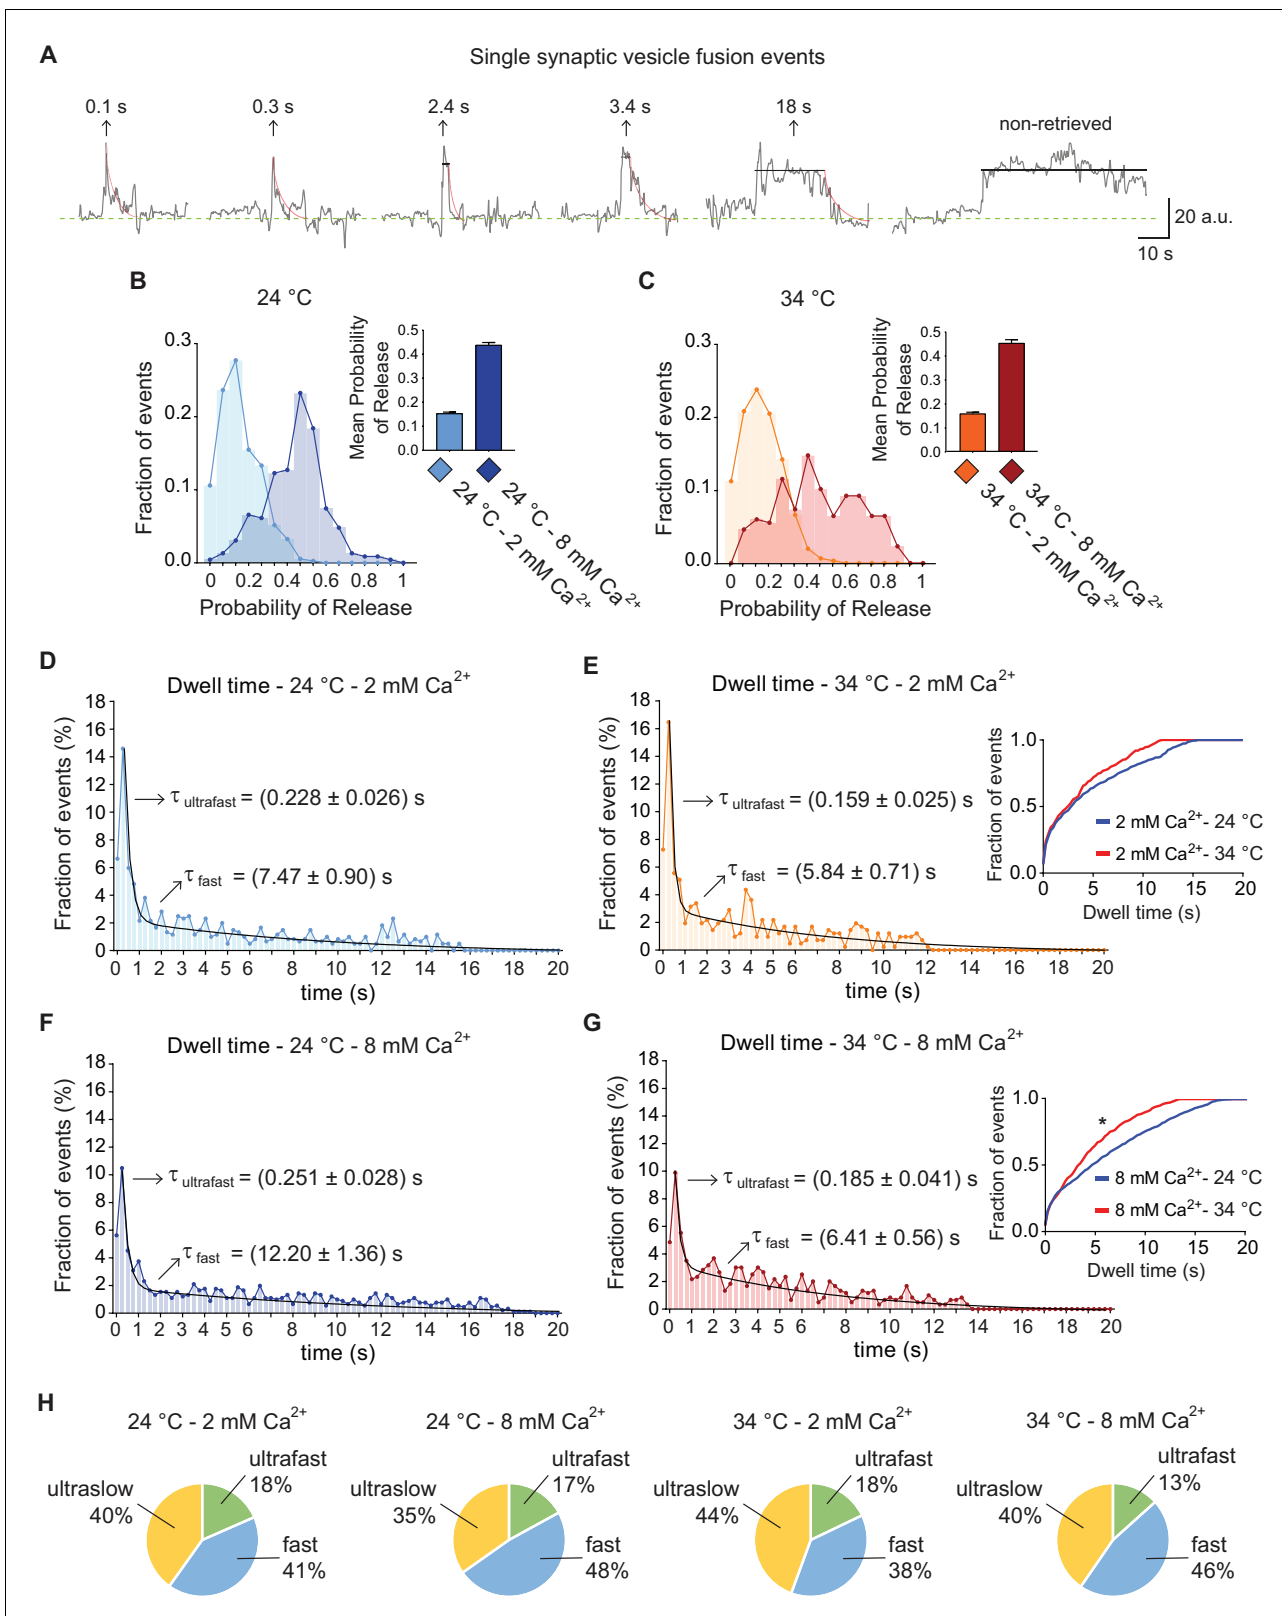 A
Single synaptic vesicle fusion events
0.1 s
0.3 s
2.4 s
3.4 s
18 s
non-retrieved
20 a.u.
10 s
B
24 °C
Fraction of events
0.3
0.2
0.1
0.0
0 0.2 0.4 0.6 0.8 1
Probability of Release
Mean Probability
of Release
0.5
0.4
0.3
0.2
0.1
0.0
24 °C - 2 mM Ca²⁺
24 °C - 8 mM Ca²⁺
C
34 °C
Fraction of events
0.3
0.2
0.1
0.0
0 0.2 0.4 0.6 0.8 1
Probability of Release
Mean Probability
of Release
0.5
0.4
0.3
0.2
0.1
0.0
34 °C - 2 mM Ca²⁺
34 °C - 8 mM Ca²⁺
D
Dwell time - 24 °C - 2 mM Ca²⁺
Fraction of events (%)
18
16
14
12
10
8
6
4
2
0
τ ultrafast = (0.228 ± 0.026) s
τ fast = (7.47 ± 0.90) s
0 1 2 3 4 5 6 8 10 12 14 16 18 20
time (s)
E
Dwell time - 34 °C - 2 mM Ca²⁺
Fraction of events (%)
18
16
14
12
10
8
6
4
2
0
τ ultrafast = (0.159 ± 0.025) s
τ fast = (5.84 ± 0.71) s
0 1 2 3 4 5 6 8 10 12 14 16 18 20
time (s)
Fraction of events
1.0
0.5
0.0
2 mM Ca²⁺- 24 °C
2 mM Ca²⁺- 34 °C
0 5 10 15 20
Dwell time (s)
F
Dwell time - 24 °C - 8 mM Ca²⁺
Fraction of events (%)
18
16
14
12
10
8
6
4
2
0
τ ultrafast = (0.251 ± 0.028) s
τ fast = (12.20 ± 1.36) s
0 1 2 3 4 5 6 8 10 12 14 16 18 20
time (s)
G
Dwell time - 34 °C - 8 mM Ca²⁺
Fraction of events (%)
18
16
14
12
10
8
6
4
2
0
τ ultrafast = (0.185 ± 0.041) s
τ fast = (6.41 ± 0.56) s
0 1 2 3 4 5 6 8 10 12 14 16 18 20
time (s)
Fraction of events
1.0
0.5
0.0
*
8 mM Ca²⁺- 24 °C
8 mM Ca²⁺- 34 °C
0 5 10 15 20
Dwell time (s)
H
24 °C - 2 mM Ca²⁺
ultrafast
18%
ultraslow
40%
fast
41%
24 °C - 8 mM Ca²⁺
ultrafast
17%
ultraslow
35%
fast
48%
34 °C - 2 mM Ca²⁺
ultrafast
18%
ultraslow
44%
fast
38%
34 °C - 8 mM Ca²⁺
ultrafast
13%
ultraslow
40%
fast
46%